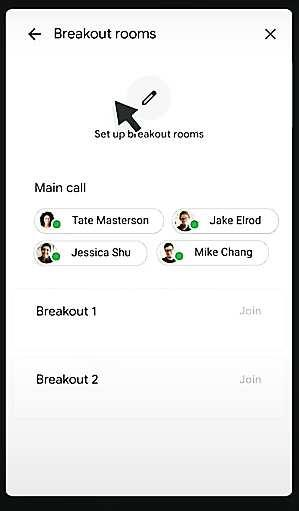 Breakout rooms
Set up breakout rooms
Main call
Tate Masterson Jake Elrod
Jessica Shu Mike Chang
Breakout 1 Join
Breakout 2 Join